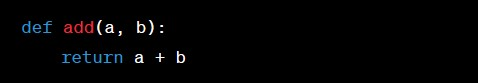 def add(a, b):
    return a + b